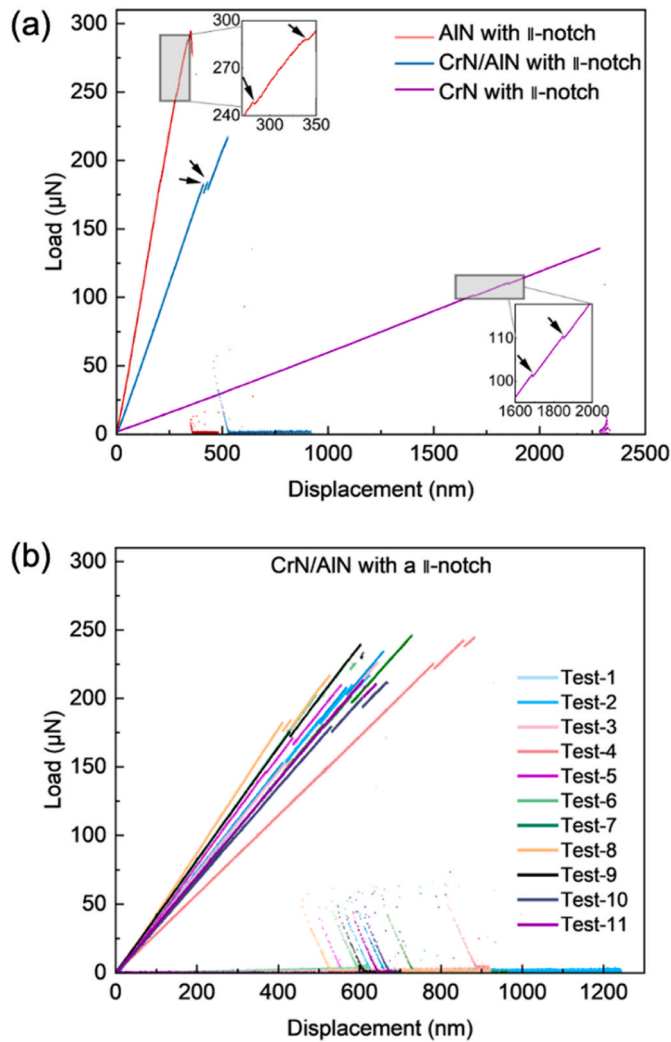 (a)
AlN with II-notch
CrN/AlN with II-notch
CrN with II-notch
300
270
240
300 350
110
100
1600 1800 2000
300
250
200
150
100
50
0
Load (μN)
0 500 1000 1500 2000 2500
Displacement (nm)
(b)
CrN/AlN with a II-notch
Test-1
Test-2
Test-3
Test-4
Test-5
Test-6
Test-7
Test-8
Test-9
Test-10
Test-11
300
250
200
150
100
50
0
Load (μN)
0 200 400 600 800 1000 1200
Displacement (nm)